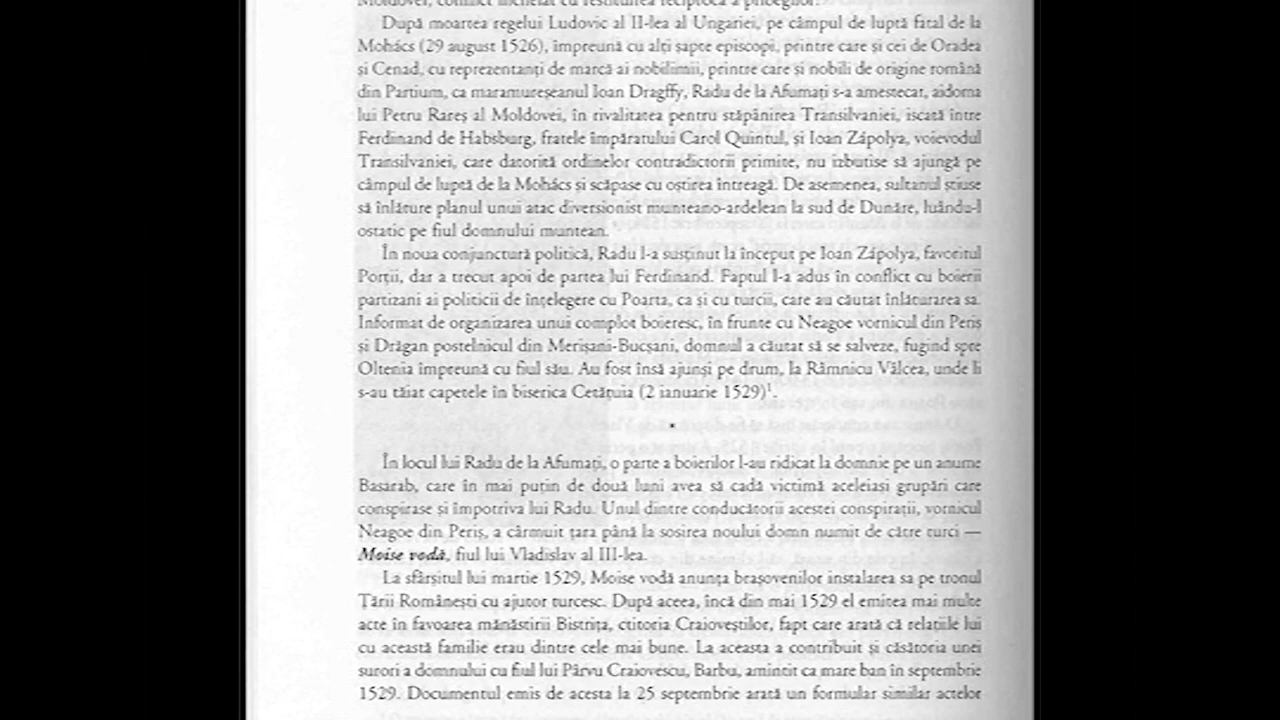 Moldovei, conflict încheiat cu restituirea reciprocă a pribegilor.
După moartea regelui Ludovic al II-lea al Ungariei, pe câmpul de luptă fatal de la
Mohács (29 august 1526), împreună cu alți șapte episcopi, printre care și cei de Oradea
și Cenad, cu reprezentanți de marcă ai nobilimii, printre care și nobili de origine română
din Partium, ca maramureșeanul Ioan Dragffy, Radu de la Afumați s-a amestecat, aidoma
lui Petru Rareș al Moldovei, în rivalitatea pentru stăpânirea Transilvaniei, iscată între
Ferdinand de Habsburg, fratele împăratului Carol Quintul, și Ioan Zápolya, voievodul
Transilvaniei, care datorită ordinelor contradictorii primite, nu izbutise să ajungă pe
câmpul de luptă de la Mohács și scăpase cu oștirea întreagă. De asemenea, sultanul știuse
să înlăture planul unui atac diversionist munteano-ardelean la sud de Dunăre, luându-l
ostatic pe fiul domnului muntean.
În noua conjunctură politică, Radu l-a susținut la început pe Ioan Zápolya, favoritul
Porții, dar a trecut apoi de partea lui Ferdinand. Faptul l-a adus în conflict cu boierii
partizani ai politicii de înțelegere cu Poarta, ca și cu turcii, care au căutat înlăturarea sa.
Informat de organizarea unui complot boieresc, în frunte cu Neagoe vornicul din Periș
și Drăgan postelnicul din Merișani-Bucșani, domnul a căutat să se salveze, fugind spre
Oltenia împreună cu fiul său. Au fost însă ajunși pe drum, la Râmnicu Vâlcea, unde li
s-au tăiat capetele în biserica Cetățuia (2 ianuarie 1529)¹.
*
În locul lui Radu de la Afumați, o parte a boierilor l-au ridicat la domnie pe un anume
Basarab, care în mai puțin de două luni avea să cadă victimă aceleiași grupări care
conspirase și împotriva lui Radu. Unul dintre conducătorii acestei conspirații, vornicul
Neagoe din Periș, a cârmuit țara până la sosirea noului domn numit de către turci —
Moise vodă, fiul lui Vladislav al III-lea.
La sfârșitul lui martie 1529, Moise vodă anunța brașovenilor instalarea sa pe tronul
Țării Românești cu ajutor turcesc. După aceea, încă din mai 1529 el emitea mai multe
acte în favoarea mănăstirii Bistrița, ctitoria Craioveștilor, fapt care arată că relațiile lui
cu această familie erau dintre cele mai bune. La aceasta a contribuit și căsătoria unei
surori a domnului cu fiul lui Pârvu Craiovescu, Barbu, amintit ca mare ban în septembrie
1529. Documentul emis de acesta la 25 septembrie arată un formular similar actelor